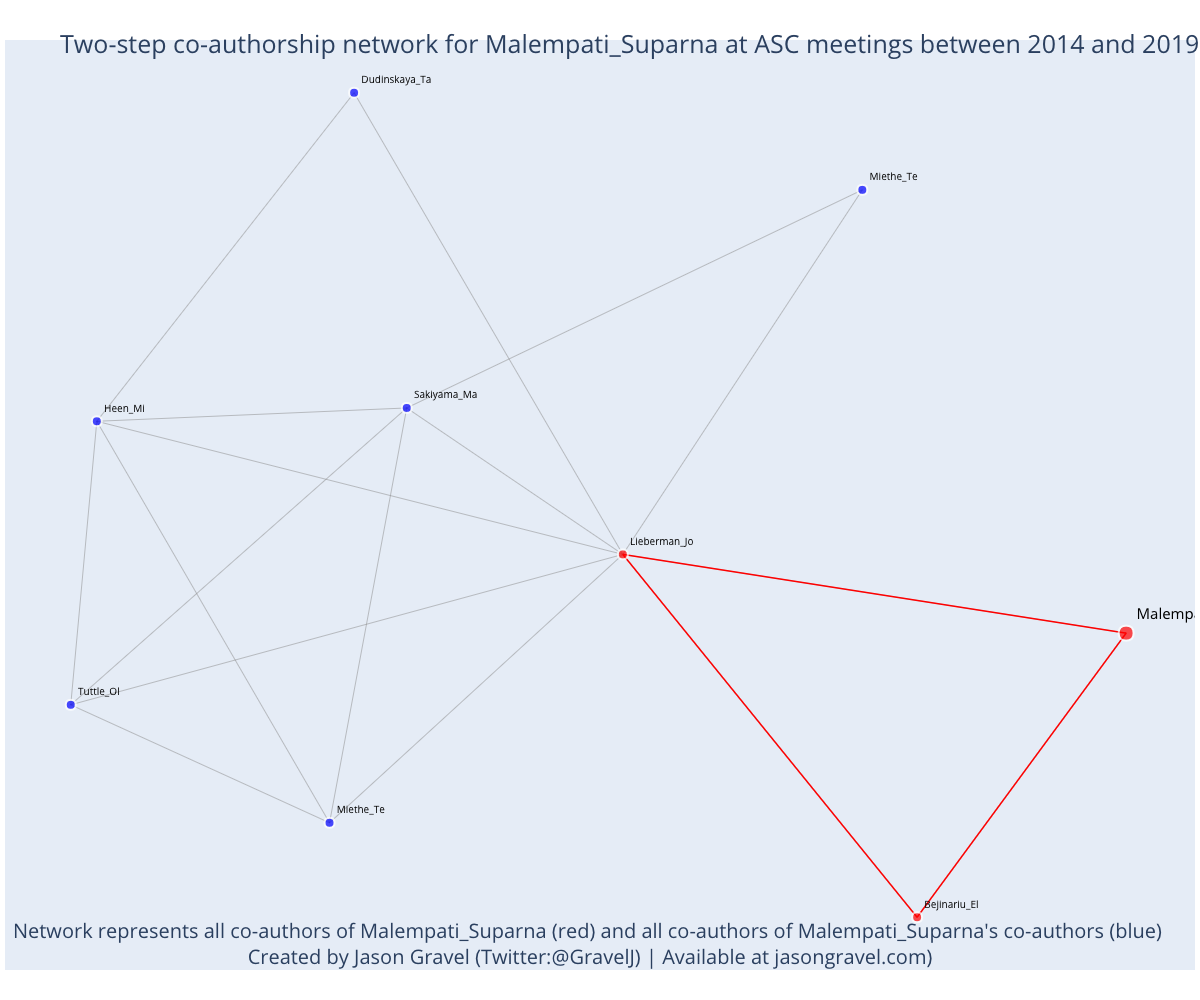 Two-step co-authorship network for Malempati_Suparna at ASC meetings between 2014 and 2019
Dudinskaya_Ta
Miethe_Te
Sakiyama_Ma
Heen_Mi
Lieberman_Jo
Malempa
Tuttle_Ol
Miethe_Te
Bejinariu_El
Network represents all co-authors of Malempati_Suparna (red) and all co-authors of Malempati_Suparna's co-authors (blue)
Created by Jason Gravel (Twitter:@GravelJ) | Available at jasongravel.com)